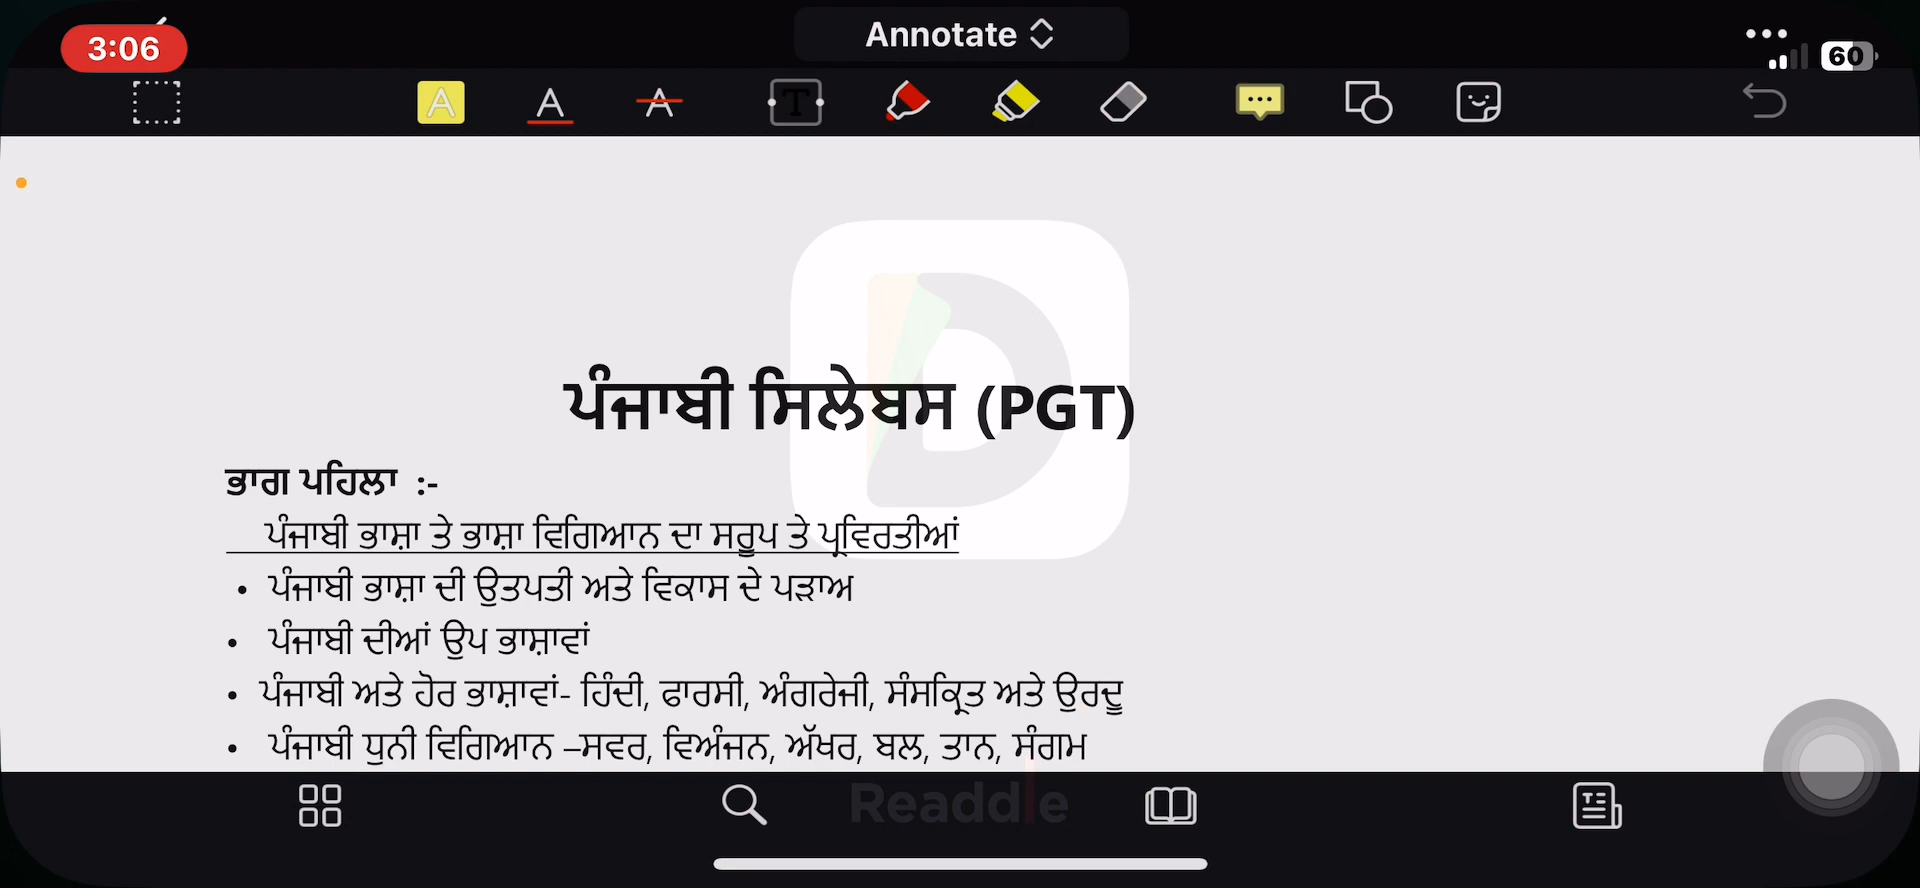 3:06
Annotate
60
ਪੰਜਾਬੀ ਸਿਲੇਬਸ (PGT)
ਭਾਗ ਪਹਿਲਾ :-
ਪੰਜਾਬੀ ਭਾਸ਼ਾ ਤੇ ਭਾਸ਼ਾ ਵਿਗਿਆਨ ਦਾ ਸਰੂਪ ਤੇ ਪ੍ਰਵਿਰਤੀਆਂ
• ਪੰਜਾਬੀ ਭਾਸ਼ਾ ਦੀ ਉਤਪਤੀ ਅਤੇ ਵਿਕਾਸ ਦੇ ਪੜਾਅ
• ਪੰਜਾਬੀ ਦੀਆਂ ਉਪ ਭਾਸ਼ਾਵਾਂ
• ਪੰਜਾਬੀ ਅਤੇ ਹੋਰ ਭਾਸ਼ਾਵਾਂ- ਹਿੰਦੀ, ਫਾਰਸੀ, ਅੰਗਰੇਜੀ, ਸੰਸਕ੍ਰਿਤ ਅਤੇ ਉਰਦੂ
• ਪੰਜਾਬੀ ਧੁਨੀ ਵਿਗਿਆਨ –ਸਵਰ, ਵਿਅੰਜਨ, ਅੱਖਰ, ਬਲ, ਤਾਨ, ਸੰਗਮ
Readdle